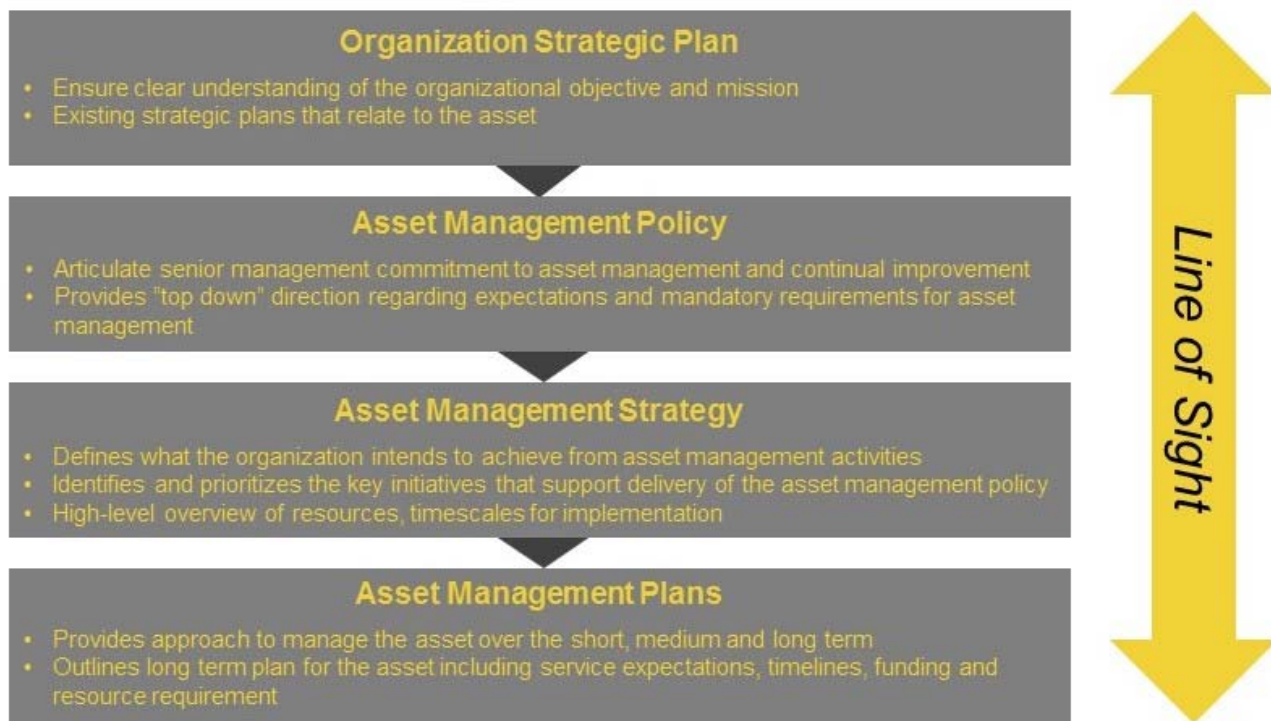 Organization Strategic Plan
• Ensure clear understanding of the organizational objective and mission
• Existing strategic plans that relate to the asset
Asset Management Policy
• Articulate senior management commitment to asset management and continual improvement
• Provides "top down" direction regarding expectations and mandatory requirements for asset
management
Asset Management Strategy
• Defines what the organization intends to achieve from asset management activities
• Identifies and prioritizes the key initiatives that support delivery of the asset management policy
• High-level overview of resources, timescales for implementation
Asset Management Plans
• Provides approach to manage the asset over the short, medium and long term
• Outlines long term plan for the asset including service expectations, timelines, funding and
resource requirement
Line of Sight